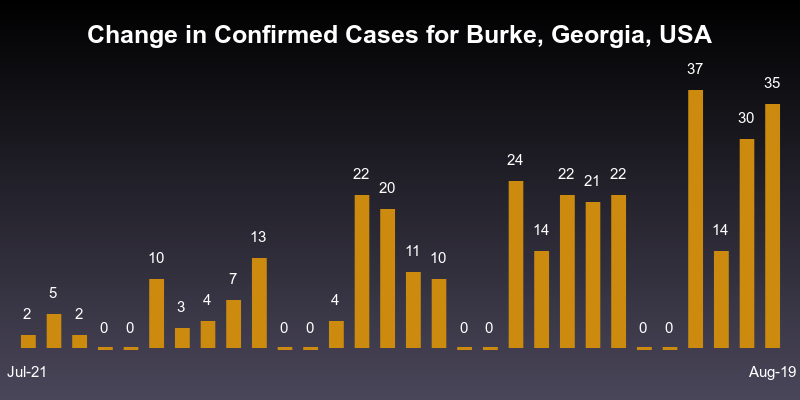 Change in Confirmed Cases for Burke, Georgia, USA
2 5 2 0 0 10 3 4 7 13 0 0 4 22 20 11 10 0 0 24 14 22 21 22 0 0 37 14 30 35
Jul-21 Aug-19